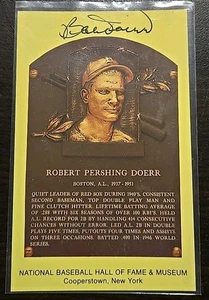 Bobby Doerr
ROBERT PERSHING DOERR
BOSTON, A.L., 1937-1951
QUIET LEADER OF RED SOX DURING 1940'S, CONSISTENT
SECOND BASEMAN, TOP DOUBLE PLAY MAN AND
FINE CLUTCH HITTER. LIFETIME BATTING AVERAGE
OF .288 WITH SIX SEASONS OF OVER 100 RBI'S. HELD
A.L. RECORD FOR 2B BY HANDLING 414 CONSECUTIVE
CHANCES WITHOUT ERROR. LED A.L. 2B IN DOUBLE
PLAYS FIVE TIMES, PUTOUTS FOUR TIMES AND ASSISTS
ON THREE OCCASIONS. BATTED .409 IN 1946 WORLD
SERIES.
NATIONAL BASEBALL HALL OF FAME & MUSEUM
Cooperstown, New York